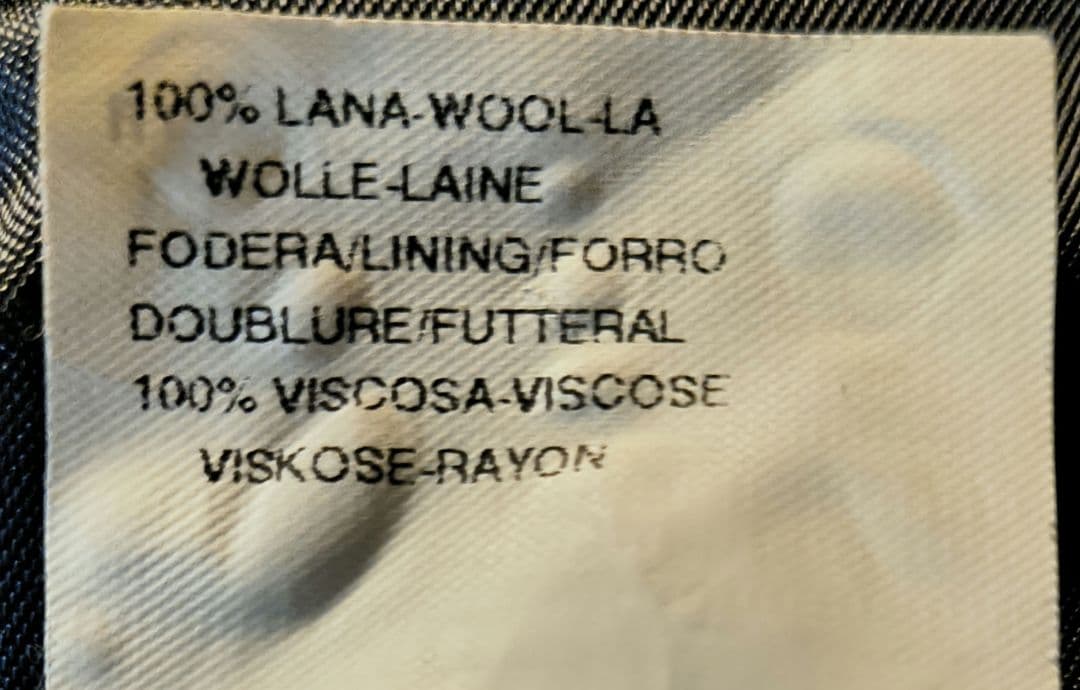 100% LANA-WOOL-LA
WOLLE-LAINE
FODERA/LINING/FORRO
DOUBLURE/FUTTERAL
100% VISCOSA-VISCOSE
VISKOSE-RAYON